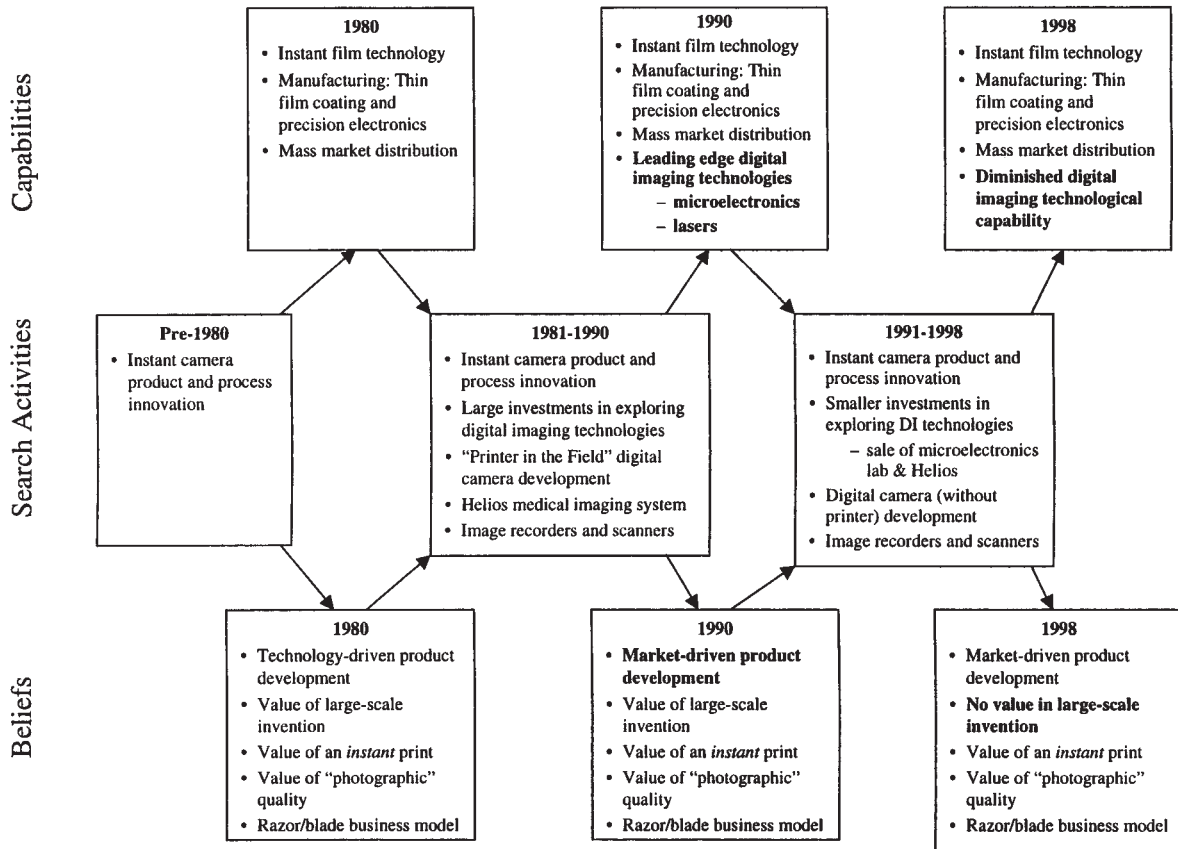 Capabilities
1980
• Instant film technology
• Manufacturing: Thin
film coating and
precision electronics
• Mass market distribution
1990
• Instant film technology
• Manufacturing: Thin
film coating and
precision electronics
• Mass market distribution
• Leading edge digital
imaging technologies
– microelectronics
– lasers
1998
• Instant film technology
• Manufacturing: Thin
film coating and
precision electronics
• Mass market distribution
• Diminished digital
imaging technological
capability
Search Activities
Pre-1980
• Instant camera
product and process
innovation
1981-1990
• Instant camera product and
process innovation
• Large investments in exploring
digital imaging technologies
• “Printer in the Field” digital
camera development
• Helios medical imaging system
• Image recorders and scanners
1991-1998
• Instant camera product and
process innovation
• Smaller investments in
exploring DI technologies
– sale of microelectronics
lab & Helios
• Digital camera (without
printer) development
• Image recorders and scanners
Beliefs
1980
• Technology-driven product
development
• Value of large-scale
invention
• Value of an instant print
• Value of “photographic”
quality
• Razor/blade business model
1990
• Market-driven product
development
• Value of large-scale
invention
• Value of an instant print
• Value of “photographic”
quality
• Razor/blade business model
1998
• Market-driven product
development
• No value in large-scale
invention
• Value of an instant print
• Value of “photographic”
quality
• Razor/blade business model